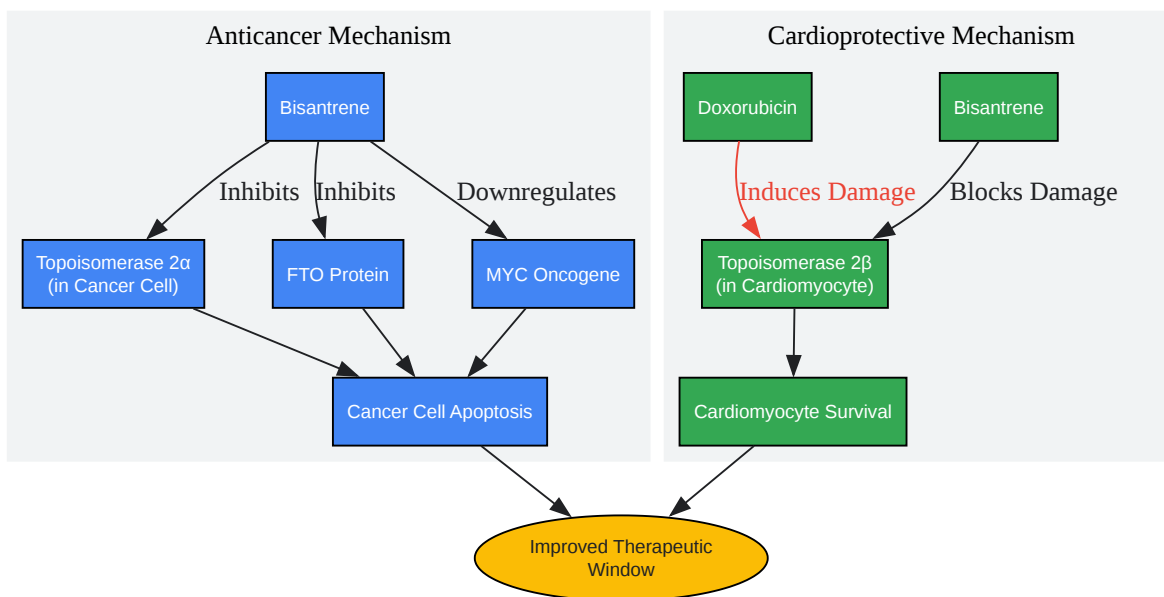 Anticancer Mechanism
Bisantrene
Inhibits
Inhibits
Downregulates
Topoisomerase 2α
(in Cancer Cell)
FTO Protein
MYC Oncogene
Cancer Cell Apoptosis
Cardioprotective Mechanism
Doxorubicin
Bisantrene
Induces Damage
Blocks Damage
Topoisomerase 2β
(in Cardiomyocyte)
Cardiomyocyte Survival
Improved Therapeutic
Window